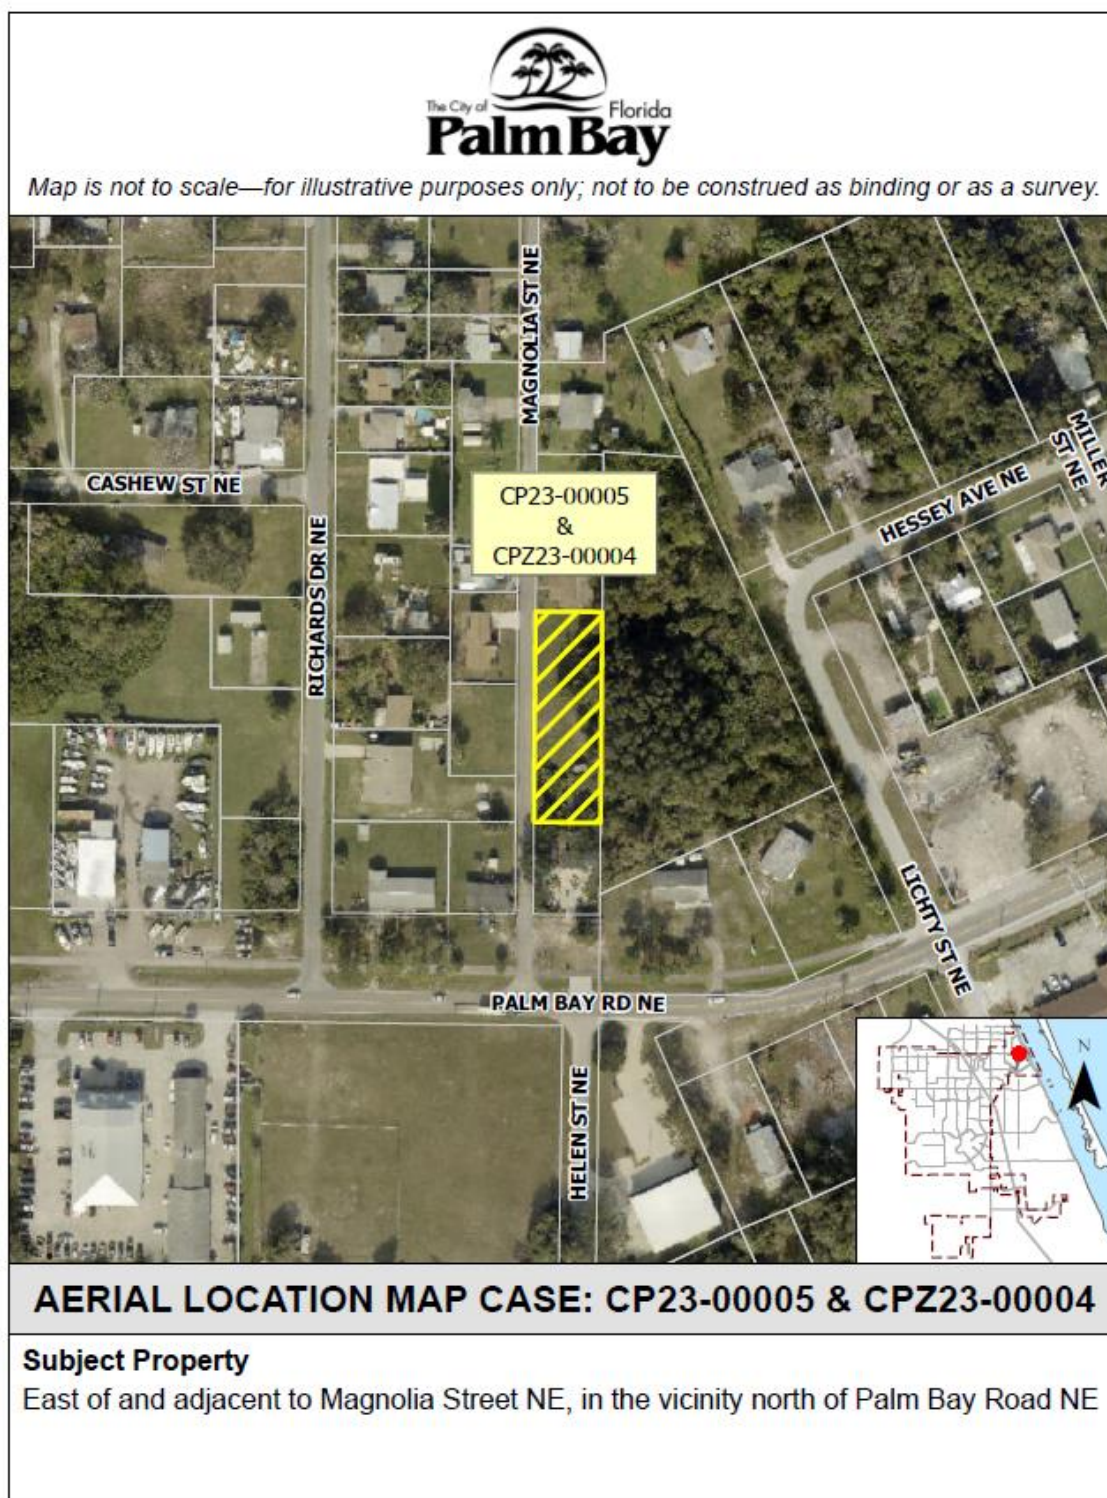 The City of Florida
Palm Bay
Map is not to scale—for illustrative purposes only; not to be construed as binding or as a survey.
MAGNOLIA ST NE
MILLER
ST NE
CASHEW ST NE
CP23-00005
&
CPZ23-00004
HESSEY AVE NE
RICHARDS DR NE
LICHTY ST NE
PALM BAY RD NE
HELEN ST NE
N
AERIAL LOCATION MAP CASE: CP23-00005 & CPZ23-00004
Subject Property
East of and adjacent to Magnolia Street NE, in the vicinity north of Palm Bay Road NE